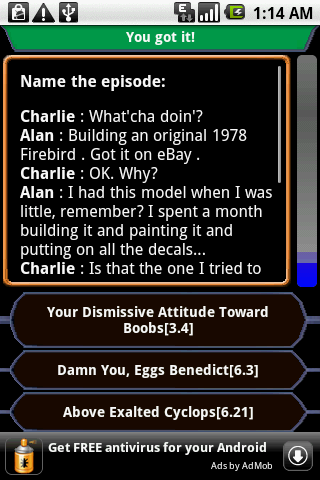 1:14 AM
You got it!
Name the episode:
Charlie : What'cha doin'?
Alan : Building an original 1978
Firebird . Got it on eBay .
Charlie : OK. Why?
Alan : I had this model when I was
little, remember? I spent a month
building it and painting it and
putting on all the decals...
Charlie : Is that the one I tried to
Your Dismissive Attitude Toward
Boobs[3.4]
Damn You, Eggs Benedict[6.3]
Above Exalted Cyclops[6.21]
Get FREE antivirus for your Android
Ads by AdMob